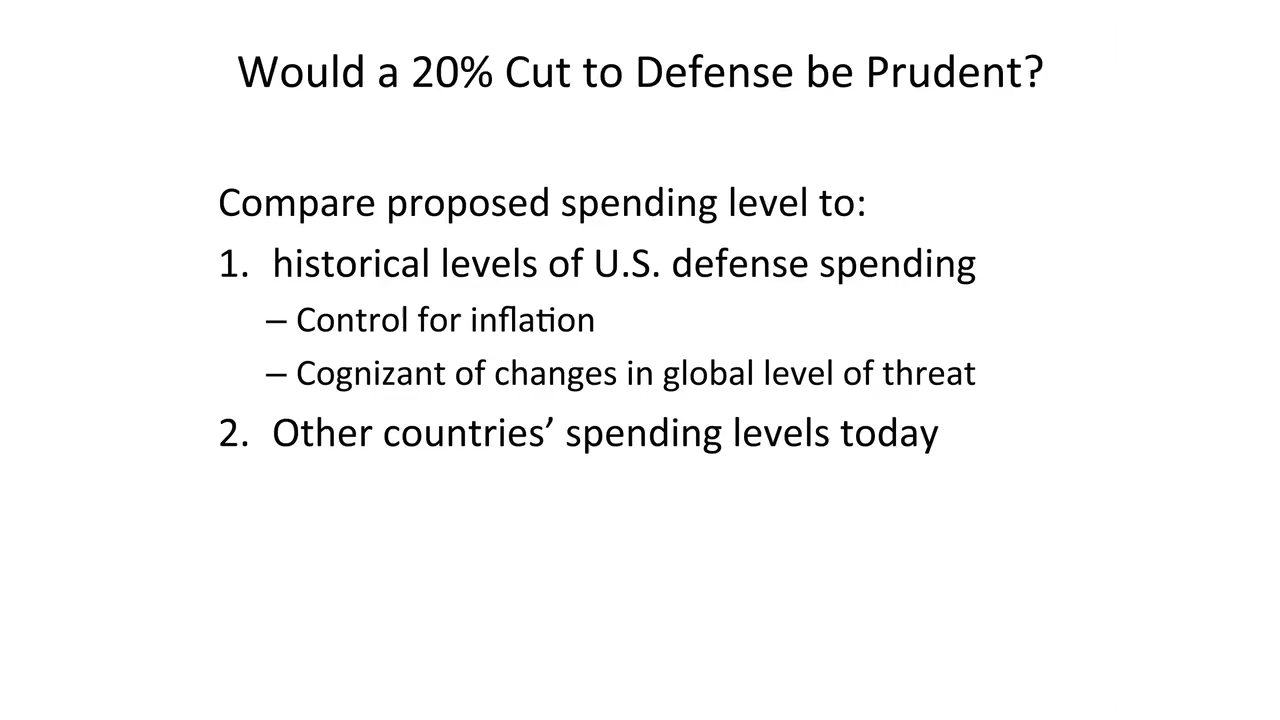 Would a 20% Cut to Defense be Prudent?
Compare proposed spending level to:
1. historical levels of U.S. defense spending
– Control for inflation
– Cognizant of changes in global level of threat
2. Other countries’ spending levels today